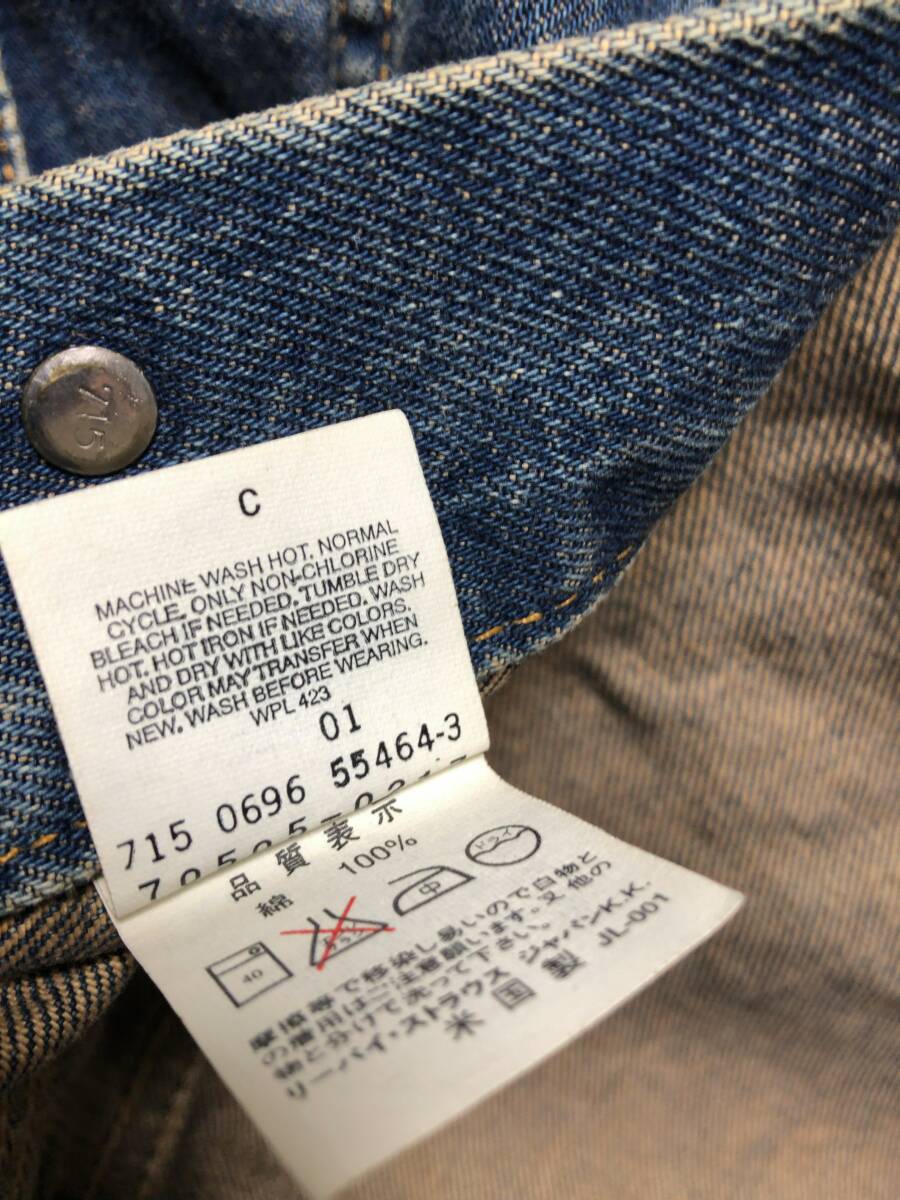 715
C
MACHINE WASH HOT. NORMAL
CYCLE. ONLY NON-CHLORINE
BLEACH IF NEEDED. TUMBLE DRY
HOT. HOT IRON IF NEEDED. WASH
AND DRY WITH LIKE COLORS.
COLOR MAY TRANSFER WHEN
NEW. WASH BEFORE WEARING.
WPL 423
01
715 0696 55464-3
品質表示
綿 100%
40
エンソ
中
ドライ
摩擦等で移染し易いので白物と
の着用はご注意願います。又他の
物と分けて洗って下さい。
リーバイ・ストラウス ジャパンK.K.
米国製 JL-001